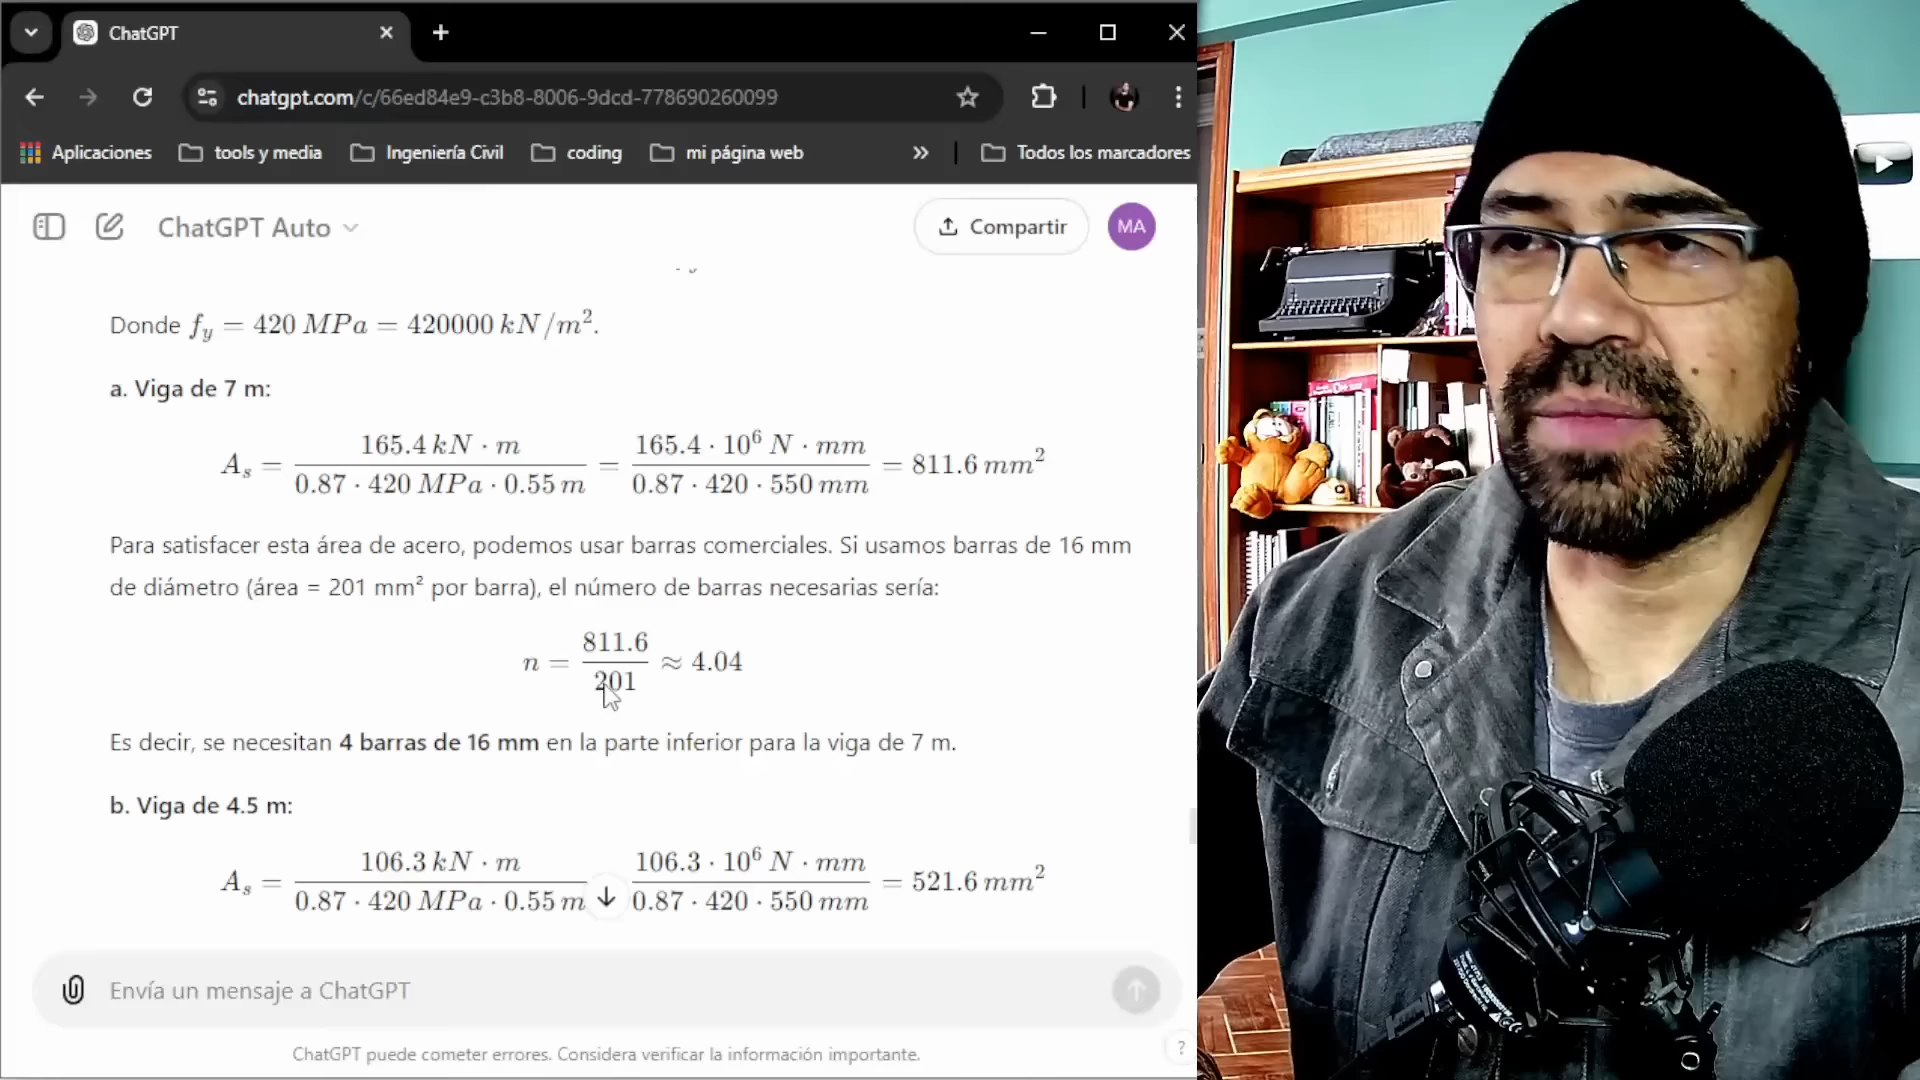 ChatGPT
chatgpt.com/c/66ed84e9-c3b8-8006-9dcd-778690260099
Aplicaciones tools y media Ingeniería Civil coding mi página web » Todos los marcadores
ChatGPT Auto Compartir MA
Donde f_y = 420 MPa = 420000 kN/m².
a. Viga de 7 m:
A_s = 165.4 kN · m / 0.87 · 420 MPa · 0.55 m = 165.4 · 10⁶ N · mm / 0.87 · 420 · 550 mm = 811.6 mm²
Para satisfacer esta área de acero, podemos usar barras comerciales. Si usamos barras de 16 mm
de diámetro (área = 201 mm² por barra), el número de barras necesarias sería:
n = 811.6 / 201 ≈ 4.04
Es decir, se necesitan 4 barras de 16 mm en la parte inferior para la viga de 7 m.
b. Viga de 4.5 m:
A_s = 106.3 kN · m / 0.87 · 420 MPa · 0.55 m 106.3 · 10⁶ N · mm / 0.87 · 420 · 550 mm = 521.6 mm²
Envía un mensaje a ChatGPT
ChatGPT puede cometer errores. Considera verificar la información importante.
?